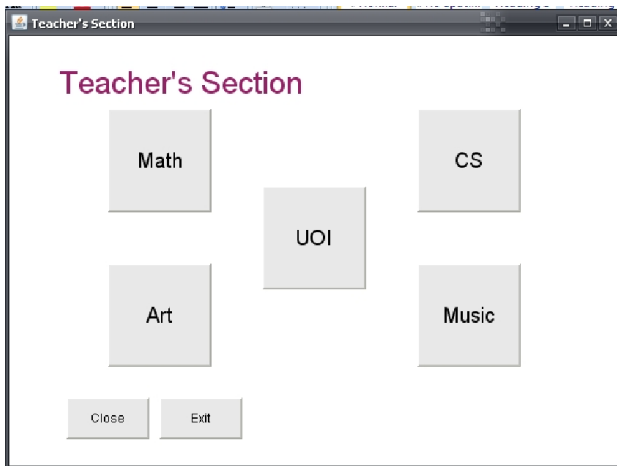 Teacher's Section
Teacher's Section
Math
CS
UOI
Art
Music
Close
Exit